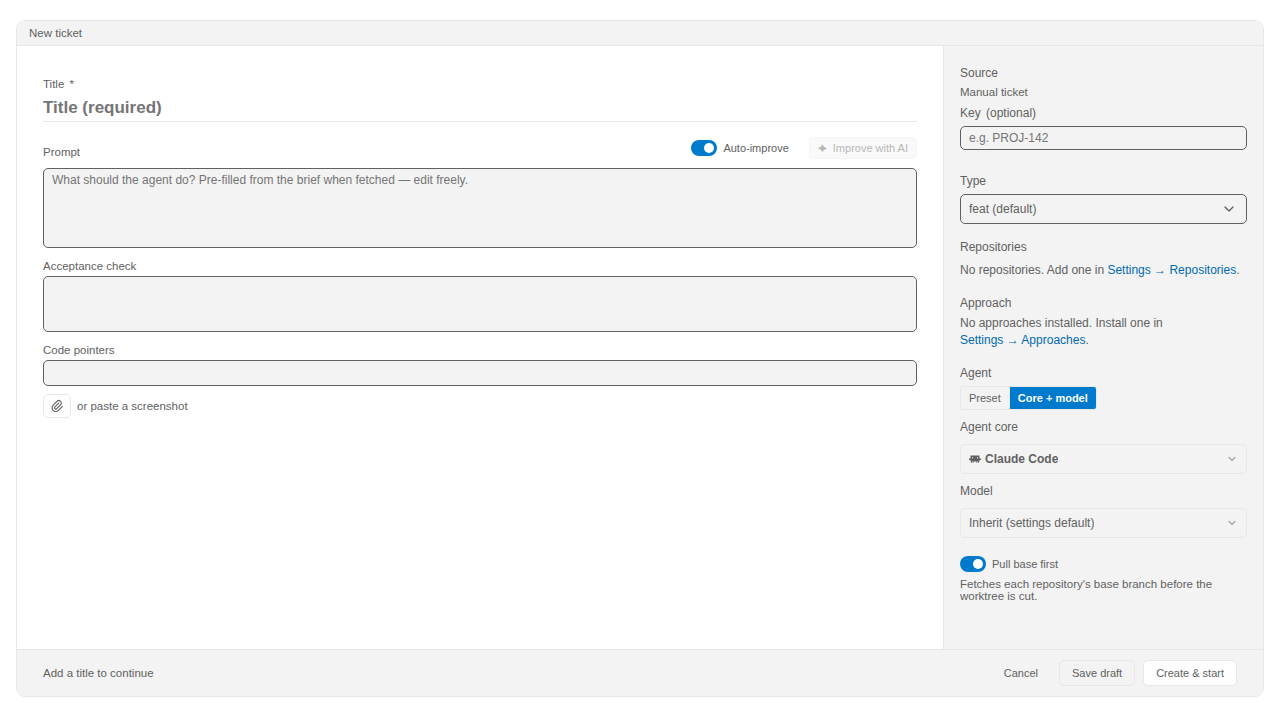 New ticket
Title *
Title (required)
Prompt
Auto-improve
Improve with AI
What should the agent do? Pre-filled from the brief when fetched — edit freely.
Acceptance check
Code pointers
or paste a screenshot
Source
Manual ticket
Key (optional)
e.g. PROJ-142
Type
feat (default)
Repositories
No repositories. Add one in Settings → Repositories.
Approach
No approaches installed. Install one in
Settings → Approaches.
Agent
Preset
Core + model
Agent core
Claude Code
Model
Inherit (settings default)
Pull base first
Fetches each repository's base branch before the
worktree is cut.
Add a title to continue
Cancel
Save draft
Create & start